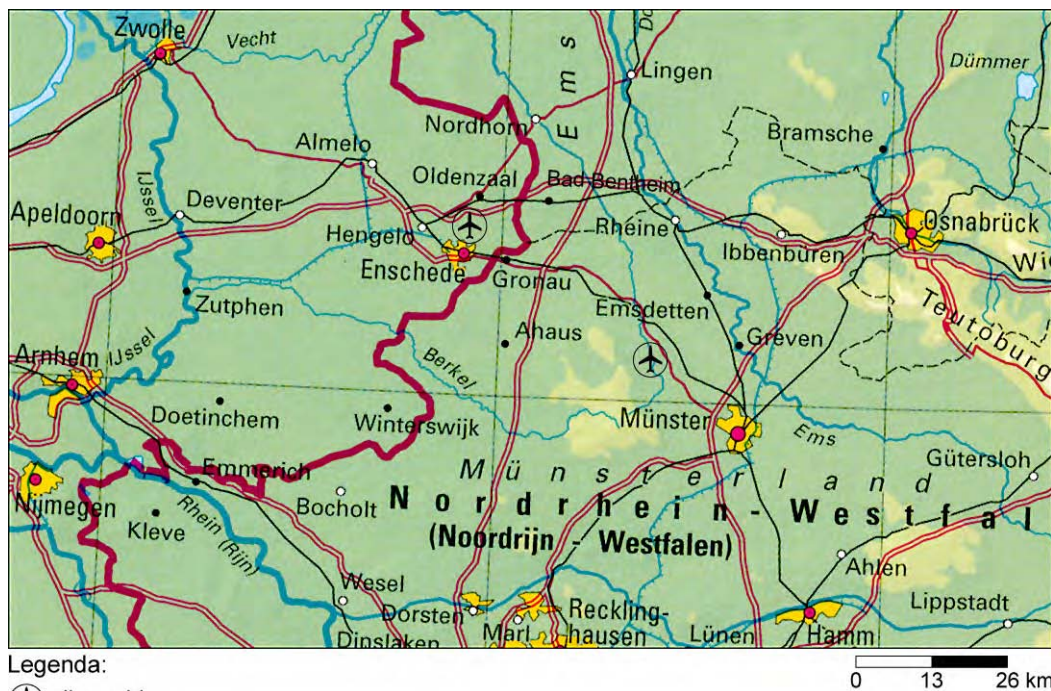 Zwolle
Vecht
Ems
Lingen
Dümmer
Nordhorn
Bramsche
Almelo
Oldenzaal
Bad Bentheim
IJssel
Deventer
Apeldoorn
Hengelo
Rheine
Osnabrück
Enschede
Ibbenbüren
Gronau
Zutphen
Emsdetten
Teutoburg
Ahaus
Greven
Arnhem
IJssel
Berkel
Doetinchem
Winterswijk
Münster
Ems
Münsterland
Emmerich
Gütersloh
Nijmegen
Bocholt
Nordrhein-Westfal
Kleve
Rhein (Rijn)
(Noordrijn - Westfalen)
Ahlen
Wesel
Dorsten
Reckling-
hausen
Lippstadt
Dinslaken
Marl
Lünen
Hamm
Legenda:
0 13 26 km